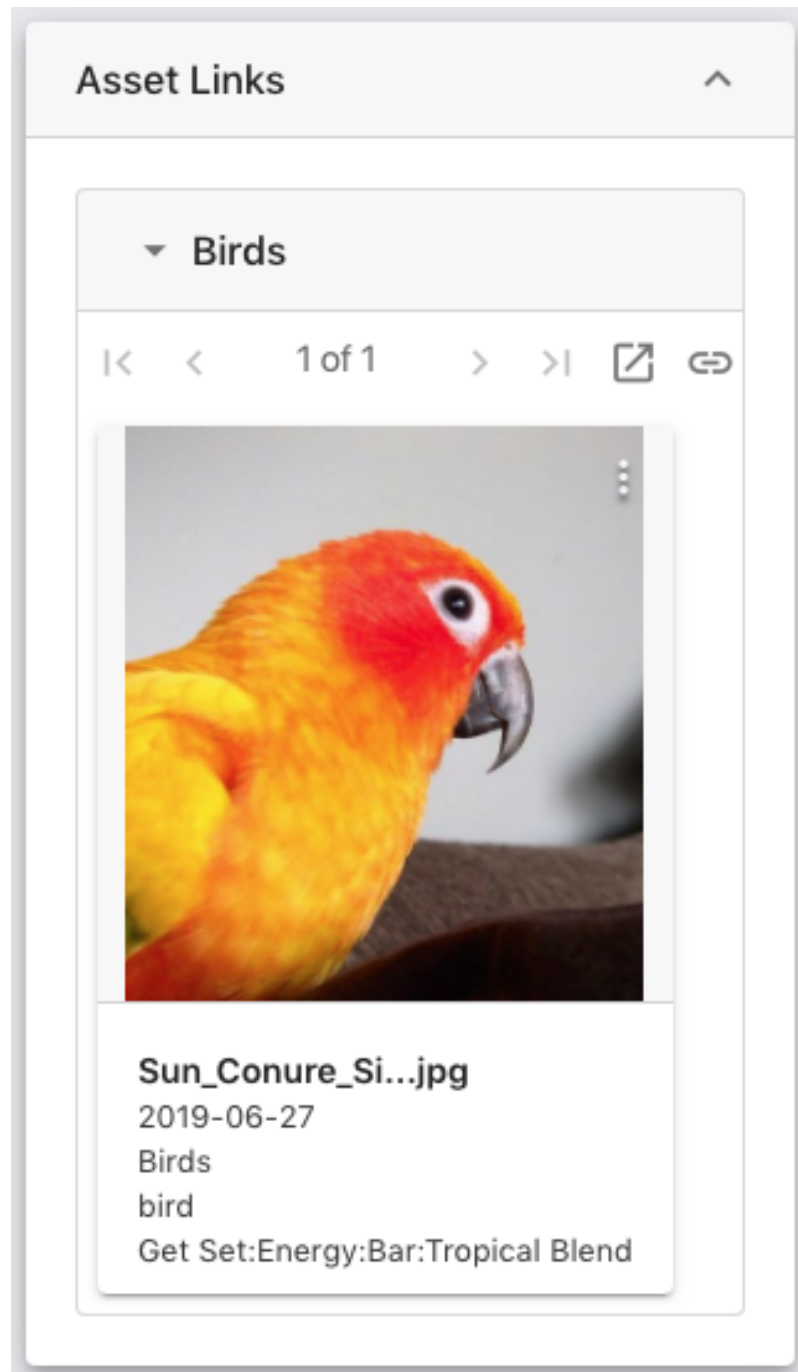 Asset Links
Birds
1 of 1
Sun_Conure_Si...jpg
2019-06-27
Birds
bird
Get Set:Energy:Bar:Tropical Blend